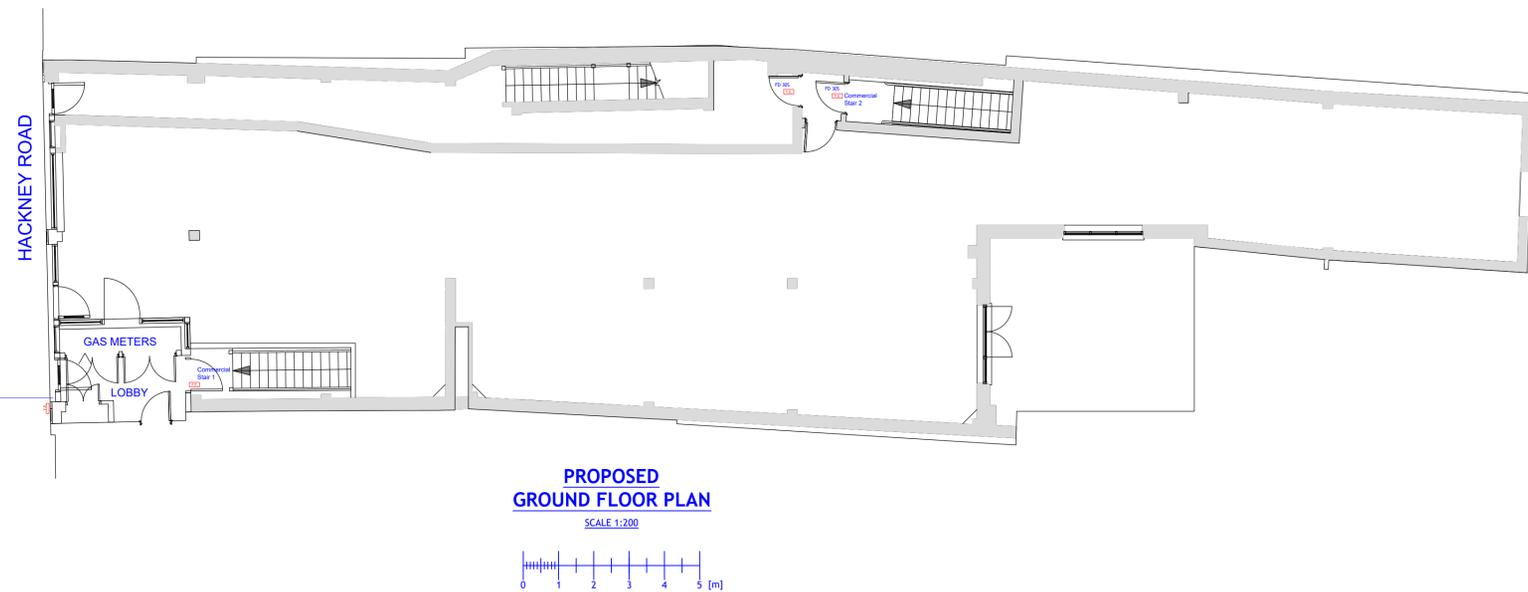 HACKNEY ROAD
FD 30S
FD 30S
Commercial
Stair 2
GAS METERS
Commercial
Stair 1
LOBBY
PROPOSED
GROUND FLOOR PLAN
SCALE 1:200
0 1 2 3 4 5 [m]